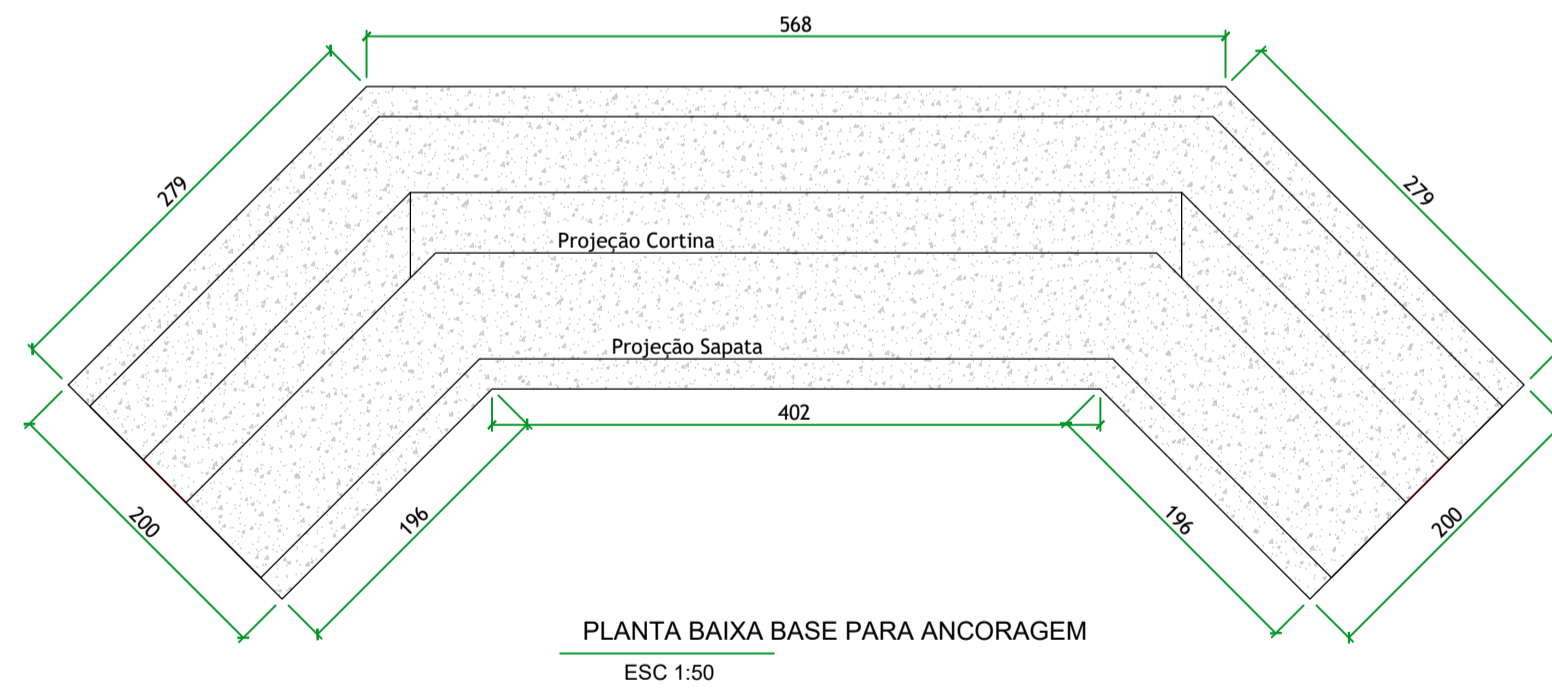 568
279
279
Projeção Cortina
Projeção Sapata
402
200
196
196
200
PLANTA BAIXA BASE PARA ANCORAGEM
ESC 1:50